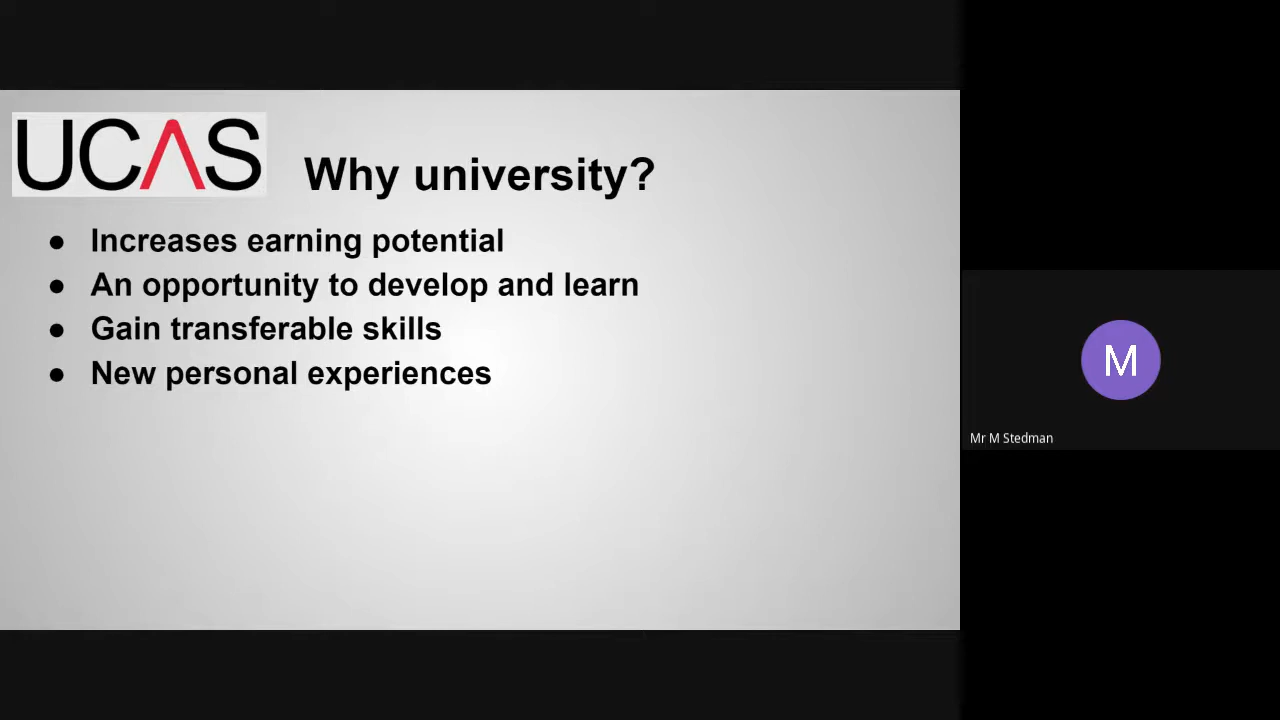 UCAS
Why university?
● Increases earning potential
● An opportunity to develop and learn
● Gain transferable skills
● New personal experiences
M
Mr M Stedman